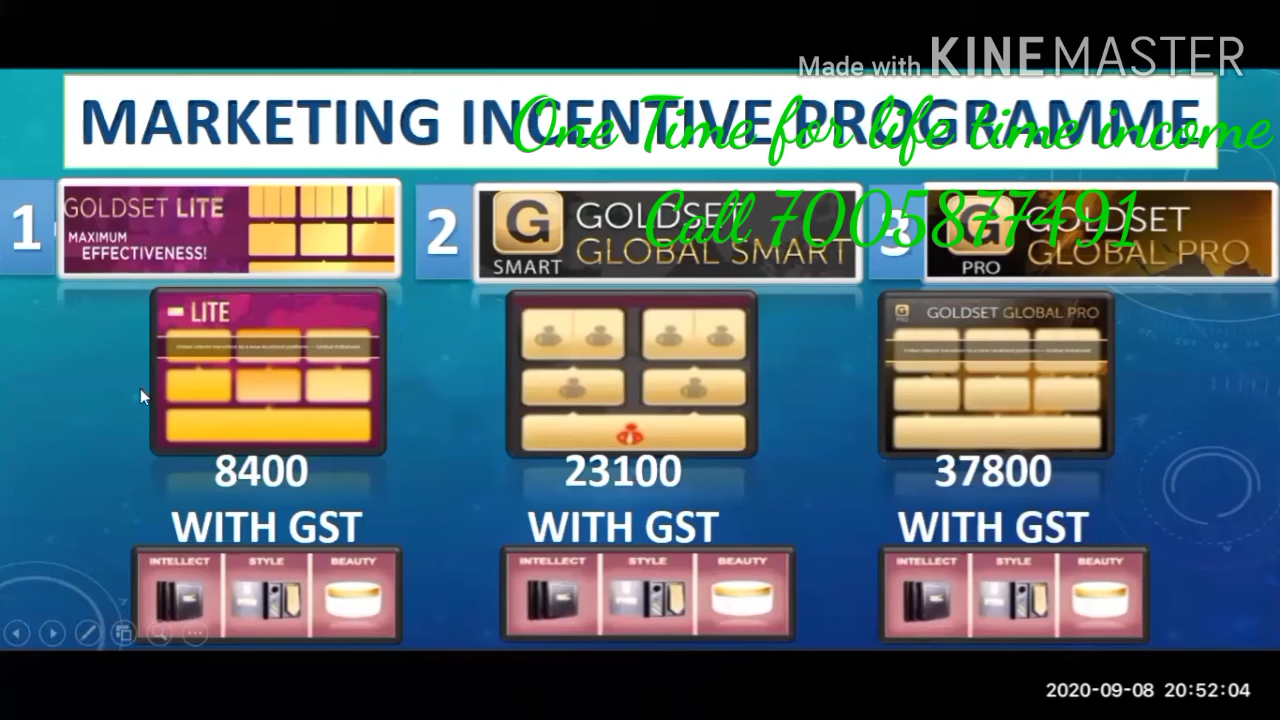 Made with KINEMASTER
MARKETING INCENTIVE PROGRAMME
One Time for life time income
Call 7005877491
1
GOLDSET LITE
MAXIMUM
EFFECTIVENESS!
2
G
SMART
GOLDSET
GLOBAL SMART
3
G
PRO
GOLDSET
GLOBAL PRO
LITE
G
PRO
GOLDSET GLOBAL PRO
8400
WITH GST
23100
WITH GST
37800
WITH GST
INTELLECT STYLE BEAUTY
INTELLECT STYLE BEAUTY
INTELLECT STYLE BEAUTY
2020-09-08 20:52:04